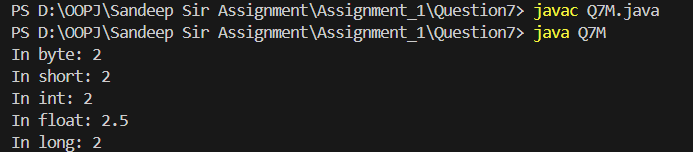 PS D:\OOPJ\Sandeep Sir Assignment\Assignment_1\Question7> javac Q7M.java
PS D:\OOPJ\Sandeep Sir Assignment\Assignment_1\Question7> java Q7M
In byte: 2
In short: 2
In int: 2
In float: 2.5
In long: 2